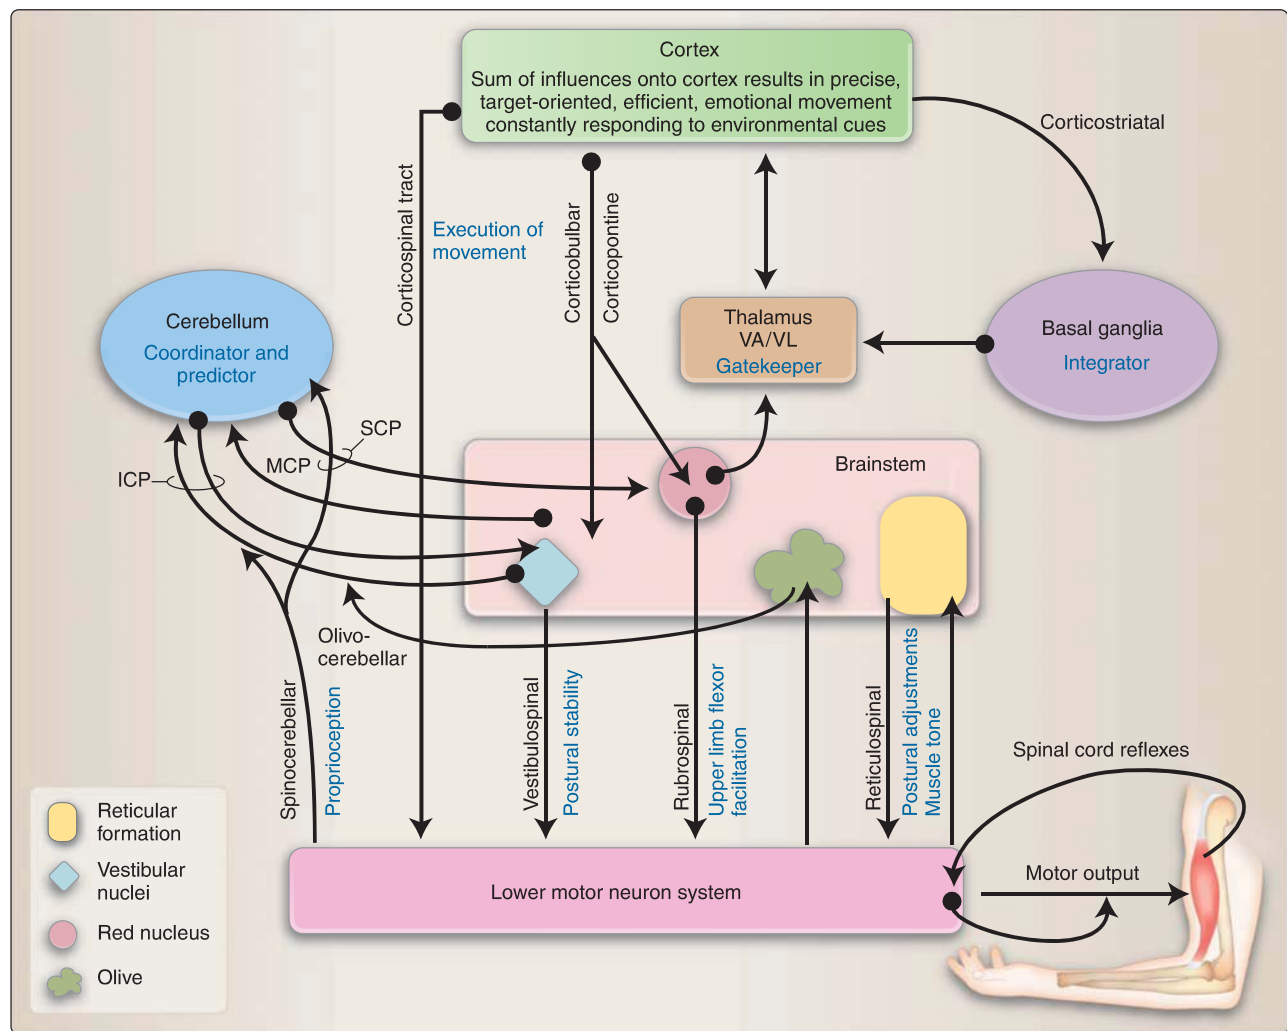 Cortex
Sum of influences onto cortex results in precise,
target-oriented, efficient, emotional movement
constantly responding to environmental cues
Corticostriatal
Corticospinal tract
Execution of
movement
Corticobulbar
Corticopontine
Cerebellum
Coordinator and
predictor
Thalamus
VA/VL
Gatekeeper
Basal ganglia
Integrator
SCP
MCP
ICP
Brainstem
Olivo-
cerebellar
Spinocerebellar
Proprioception
Vestibulospinal
Postural stability
Rubrospinal
Upper limb flexor
facilitation
Reticulospinal
Postural adjustments
Muscle tone
Spinal cord reflexes
Motor output
Lower motor neuron system
Reticular
formation
Vestibular
nuclei
Red nucleus
Olive